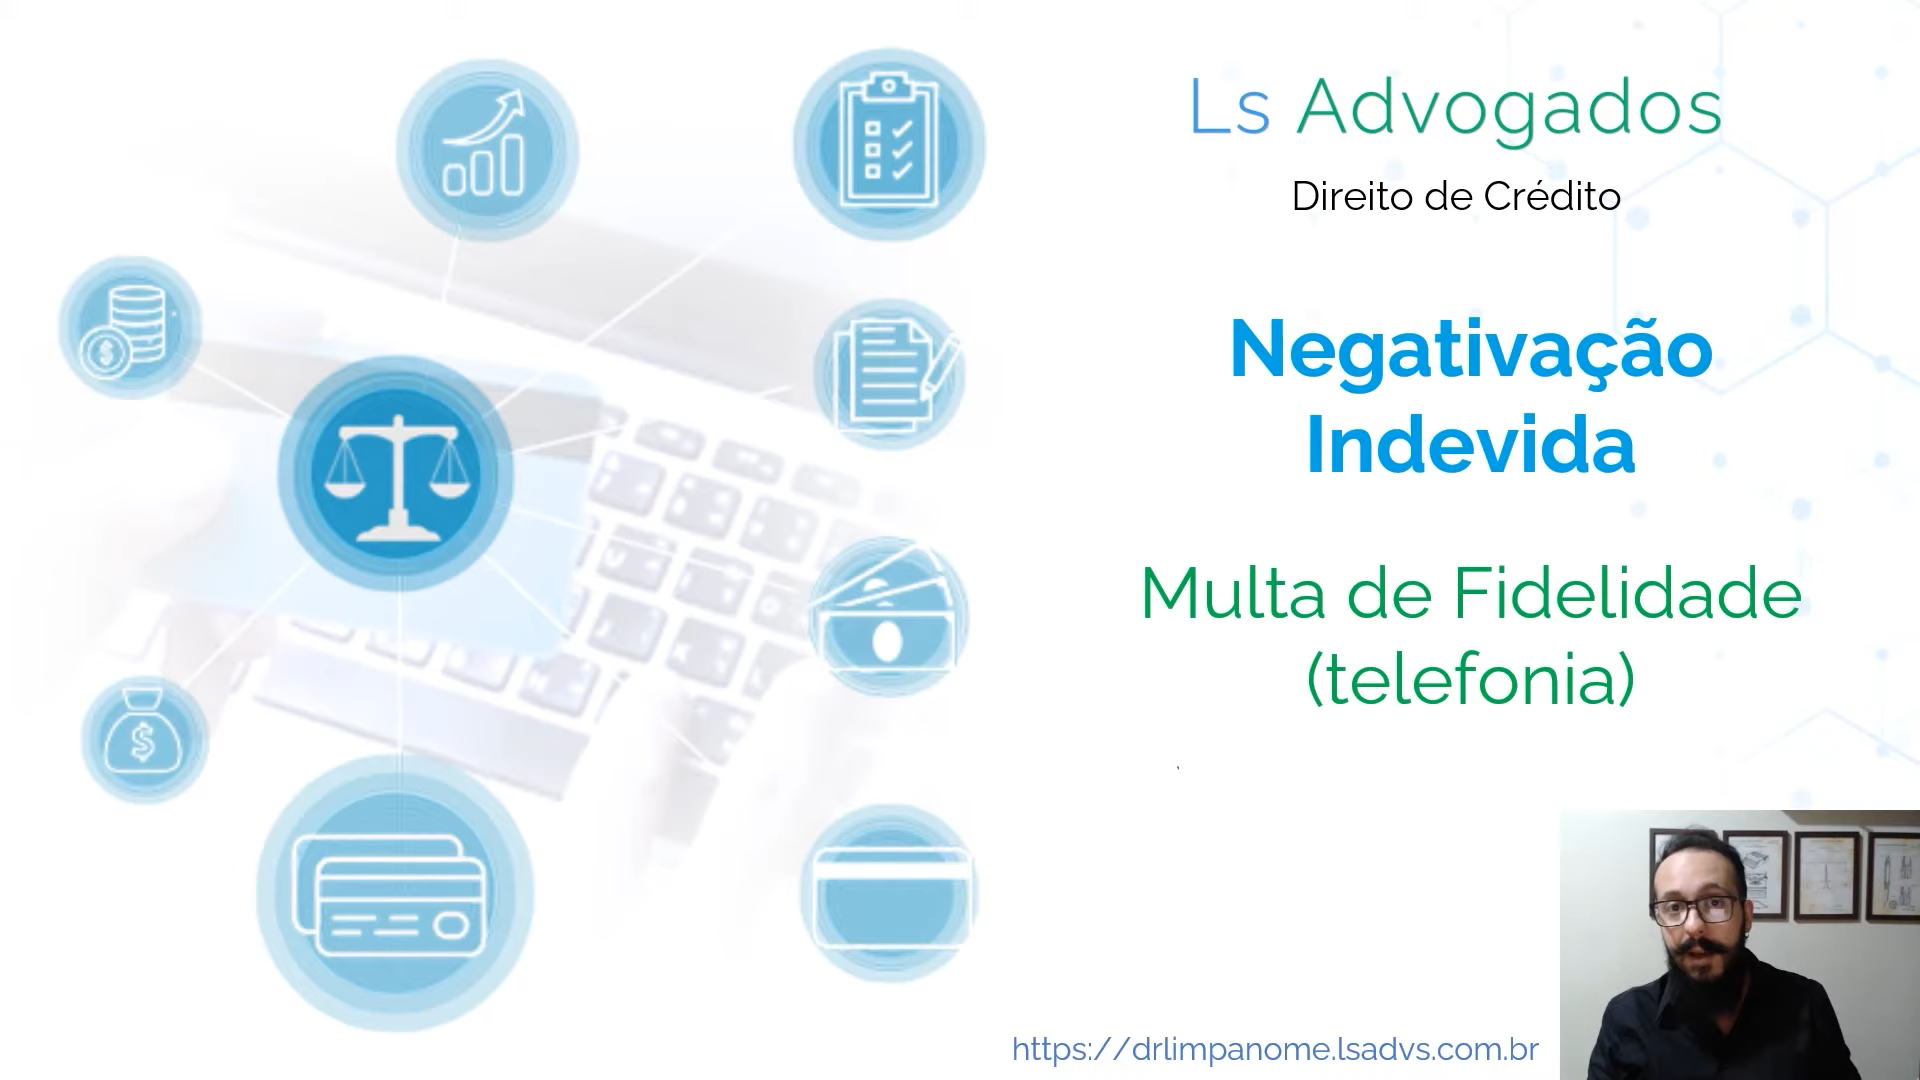 Ls Advogados
Direito de Crédito
Negativação
Indevida
Multa de Fidelidade
(telefonia)
https://drlimpanome.lsadvs.com.br